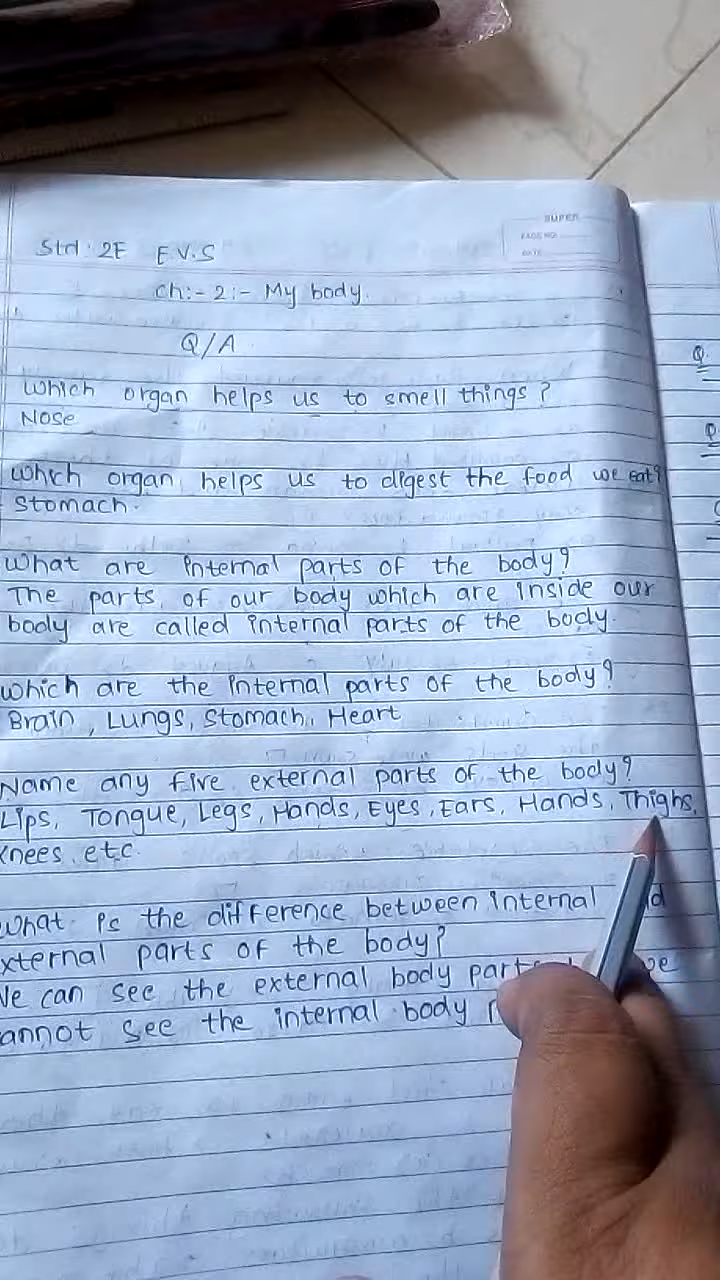 SUPER
PAGE NO.
DATE
Std. 2E E.V.S
Ch:- 2:- My body.
Q/A
Which organ helps us to smell things?
Nose
Which organ helps us to digest the food we eat?
Stomach.
What are internal parts of the body?
The parts of our body which are inside our
body are called internal parts of the body.
Which are the internal parts of the body?
Brain, Lungs, Stomach, Heart
Name any five external parts of the body?
Lips, Tongue, Legs, Hands, Eyes, Ears, Hands, Thighs,
knees, etc.
What is the difference between internal
xternal parts of the body?
We can see the external body
annot see the internal body
Q.